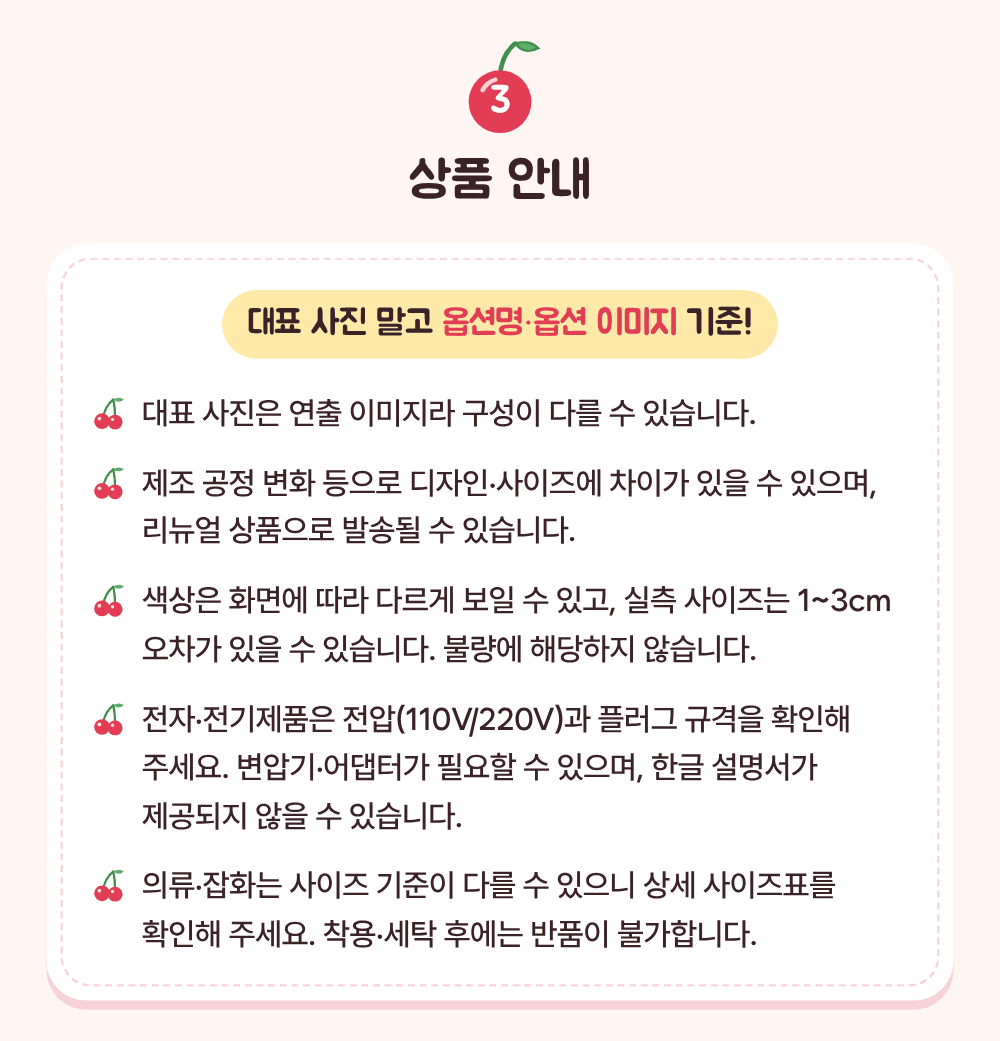 3
상품 안내
대표 사진 말고 옵션명·옵션 이미지 기준!
대표 사진은 연출 이미지라 구성이 다를 수 있습니다.
제조 공정 변화 등으로 디자인·사이즈에 차이가 있을 수 있으며,
리뉴얼 상품으로 발송될 수 있습니다.
색상은 화면에 따라 다르게 보일 수 있고, 실측 사이즈는 1~3cm
오차가 있을 수 있습니다. 불량에 해당하지 않습니다.
전자·전기제품은 전압(110V/220V)과 플러그 규격을 확인해
주세요. 변압기·어댑터가 필요할 수 있으며, 한글 설명서가
제공되지 않을 수 있습니다.
의류·잡화는 사이즈 기준이 다를 수 있으니 상세 사이즈표를
확인해 주세요. 착용·세탁 후에는 반품이 불가합니다.